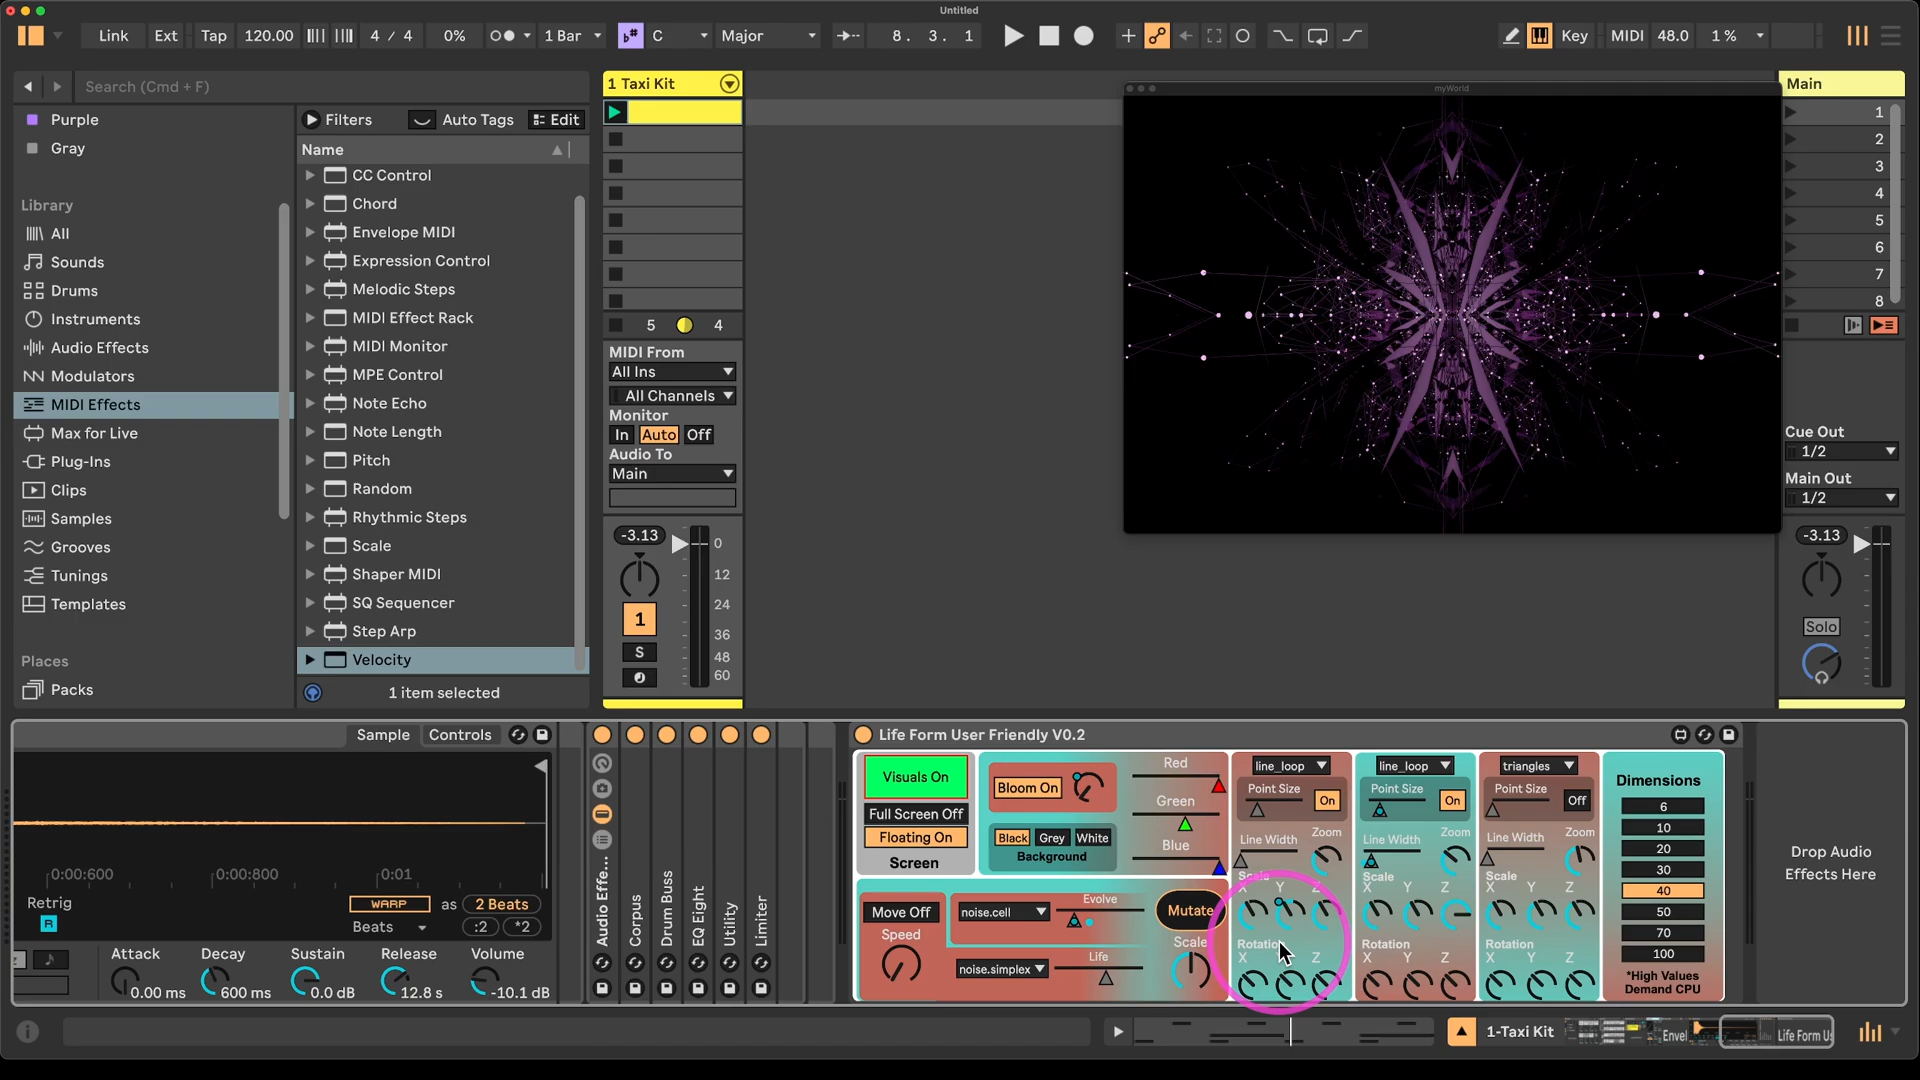 Untitled
Link Ext Tap 120.00 4 / 4 0% 1 Bar C Major 8. 3. 1 Key MIDI 48.0 1 %
Search (Cmd + F)
Purple
Gray
Library
All
Sounds
Drums
Instruments
Audio Effects
Modulators
MIDI Effects
Max for Live
Plug-Ins
Clips
Samples
Grooves
Tunings
Templates
Places
Packs
Filters Auto Tags Edit
Name
CC Control
Chord
Envelope MIDI
Expression Control
Melodic Steps
MIDI Effect Rack
MIDI Monitor
MPE Control
Note Echo
Note Length
Pitch
Random
Rhythmic Steps
Scale
Shaper MIDI
SQ Sequencer
Step Arp
Velocity
1 item selected
1 Taxi Kit
5 4
MIDI From
All Ins
All Channels
Monitor
In Auto Off
Audio To
Main
-3.13
0
12
24
36
48
60
1
S
myWorld
Main
1
2
3
4
5
6
7
8
Cue Out
1/2
Main Out
1/2
-3.13
Solo
Sample Controls
0:00:600 0:00:800 0:01
Retrig
R
WARP as 2 Beats
Beats :2 *2
Attack Decay Sustain Release Volume
0.00 ms 600 ms 0.0 dB 12.8 s -10.1 dB
Audio Effe...
Corpus
Drum Buss
EQ Eight
Utility
Limiter
Life Form User Friendly V0.2
Visuals On
Full Screen Off
Floating On
Screen
Bloom On
Black Grey White
Background
Red
Green
Blue
Move Off
Speed
noise.cell
Evolve
Mutate
noise.simplex
Life
Scale
line_loop
Point Size
On
Line Width Zoom
Scale
X Y Z
Rotation
X Z
line_loop
Point Size
On
Line Width Zoom
Scale
X Y Z
Rotation
X Y Z
triangles
Point Size
Off
Line Width Zoom
Scale
X Y Z
Rotation
X Y Z
Dimensions
6
10
20
30
40
50
70
100
*High Values
Demand CPU
Drop Audio
Effects Here
1-Taxi Kit
Envel
Life Form Us